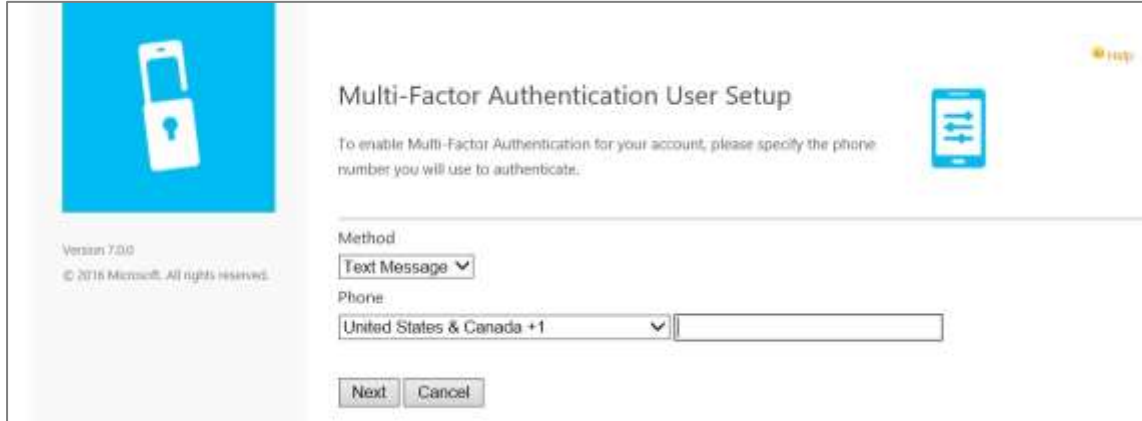 Help
Multi-Factor Authentication User Setup
To enable Multi-Factor Authentication for your account, please specify the phone
number you will use to authenticate.
Version 7.0.0
© 2016 Microsoft. All rights reserved.
Method
Text Message
Phone
United States & Canada +1
Next Cancel